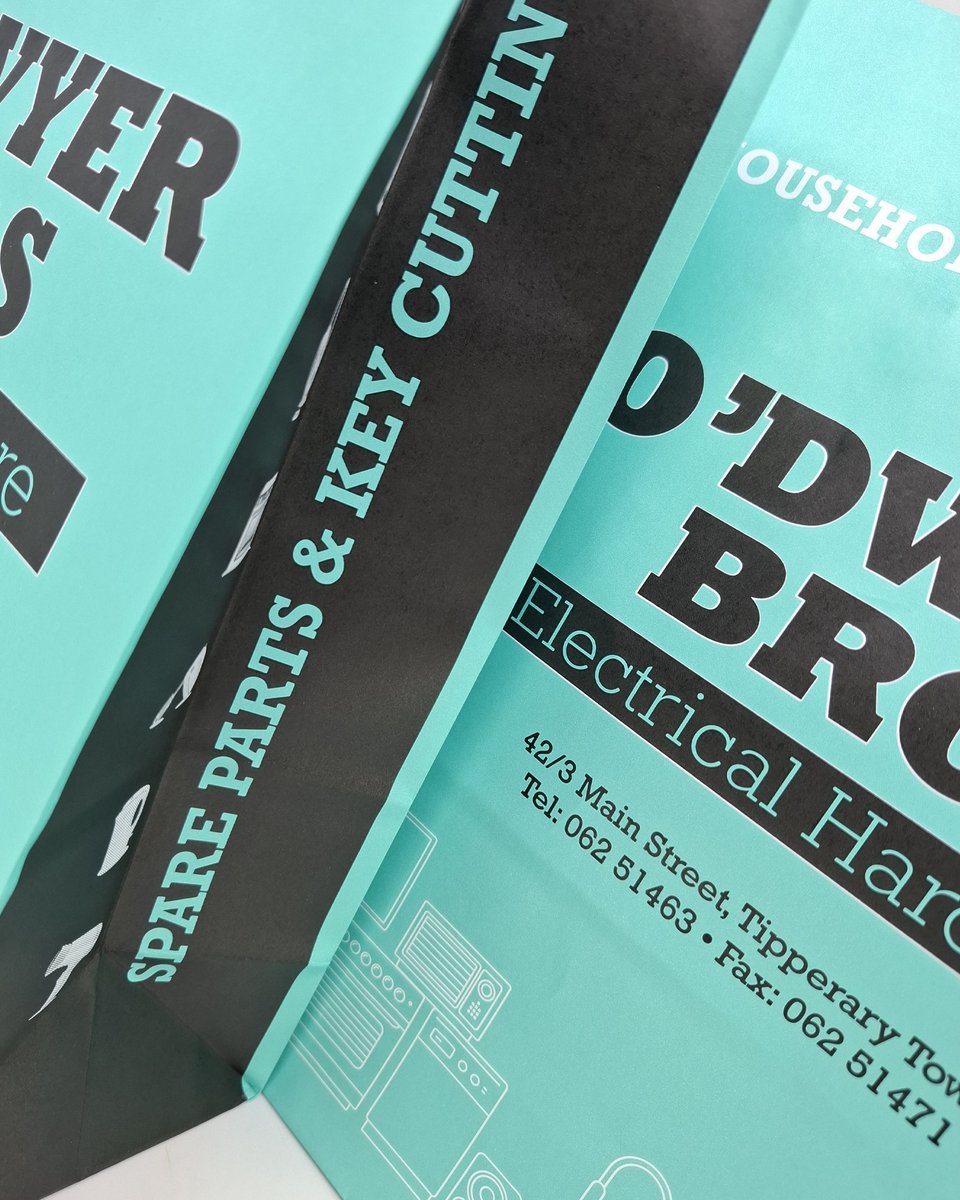 WYER
S
re
SPARE PARTS & KEY CUTTIN
OUSEHO
O'DW
BRO
Electrical Hard
42/3 Main Street, Tipperary Tow
Tel: 062 51463 • Fax: 062 51471